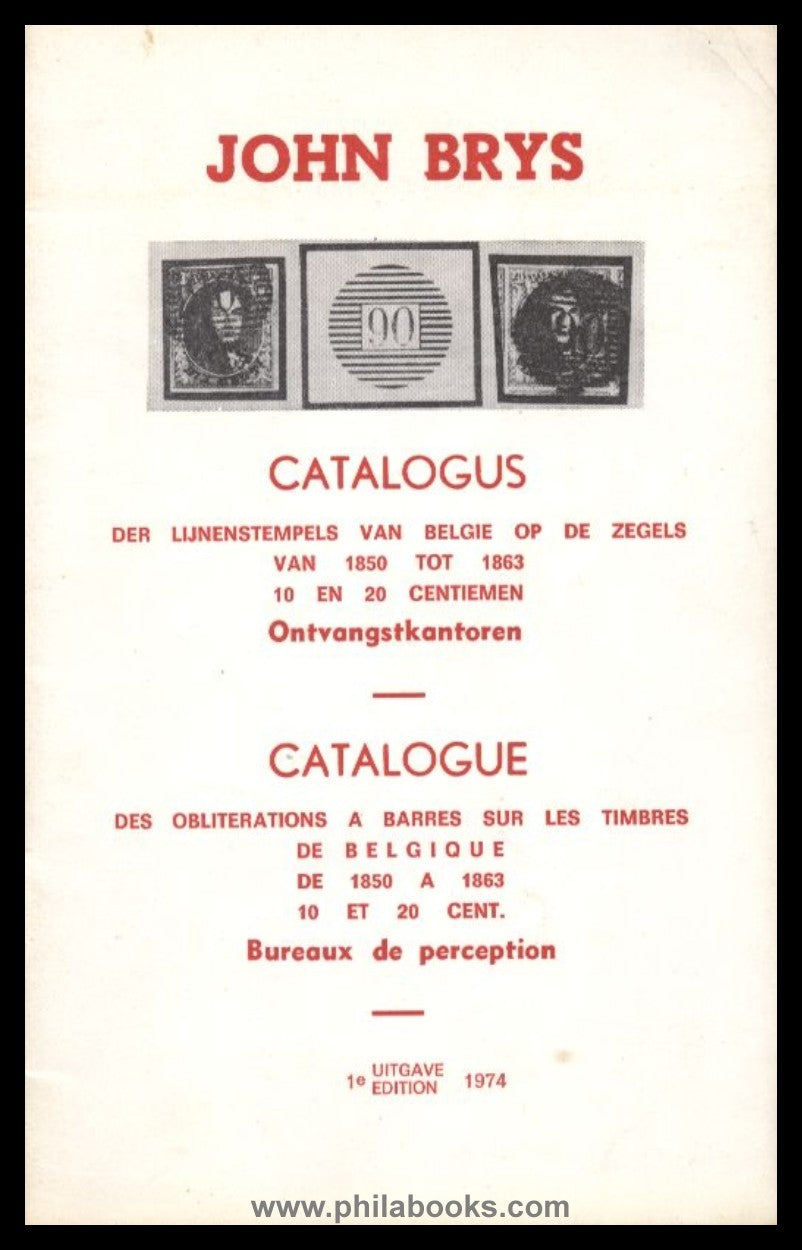 JOHN BRYS
90
CATALOGUS
DER LIJNENSTEMPELS VAN BELGIE OP DE ZEGELS
VAN 1850 TOT 1863
10 EN 20 CENTIEMEN
Ontvangstkantoren
CATALOGUE
DES OBLITERATIONS A BARRES SUR LES TIMBRES
DE BELGIQUE
DE 1850 A 1863
10 ET 20 CENT.
Bureaux de perception
1e UITGAVE EDITION 1974
www.philabooks.com